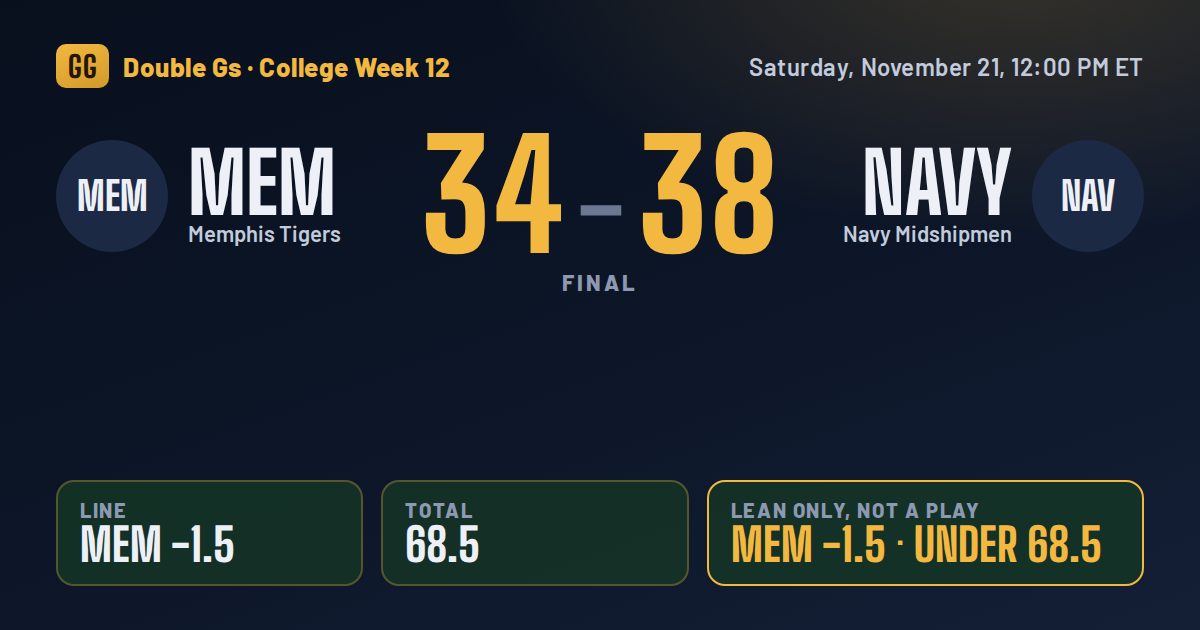 GG Double Gs · College Week 12
Saturday, November 21, 12:00 PM ET
MEM
MEM
Memphis Tigers
34 – 38
FINAL
NAVY
Navy Midshipmen
NAV
LINE
MEM −1.5
TOTAL
68.5
LEAN ONLY, NOT A PLAY
MEM −1.5 · UNDER 68.5